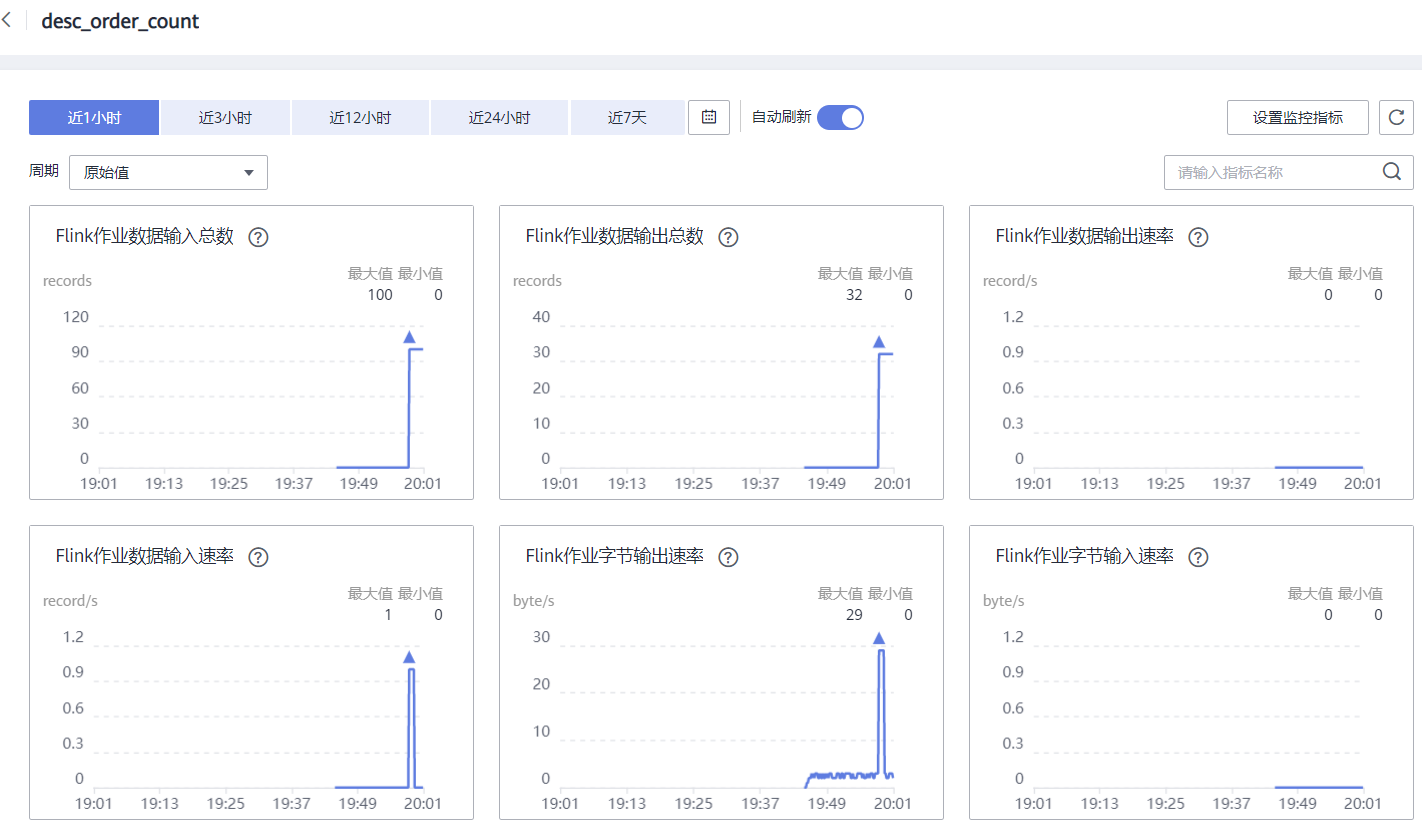 desc_order_count
近1小时 近3小时 近12小时 近24小时 近7天 自动刷新 设置监控指标
周期 原始值 请输入指标名称
Flink作业数据输入总数 ?
records 最大值 最小值
100 0
120
90
60
30
0
19:01 19:13 19:25 19:37 19:49 20:01
Flink作业数据输出总数 ?
records 最大值 最小值
32 0
40
30
20
10
0
19:01 19:13 19:25 19:37 19:49 20:01
Flink作业数据输出速率 ?
record/s 最大值 最小值
0 0
1.2
0.9
0.6
0.3
0
19:01 19:13 19:25 19:37 19:49 20:01
Flink作业数据输入速率 ?
record/s 最大值 最小值
1 0
1.2
0.9
0.6
0.3
0
19:01 19:13 19:25 19:37 19:49 20:01
Flink作业字节输出速率 ?
byte/s 最大值 最小值
29 0
30
20
10
0
19:01 19:13 19:25 19:37 19:49 20:01
Flink作业字节输入速率 ?
byte/s 最大值 最小值
0 0
1.2
0.9
0.6
0.3
0
19:01 19:13 19:25 19:37 19:49 20:01